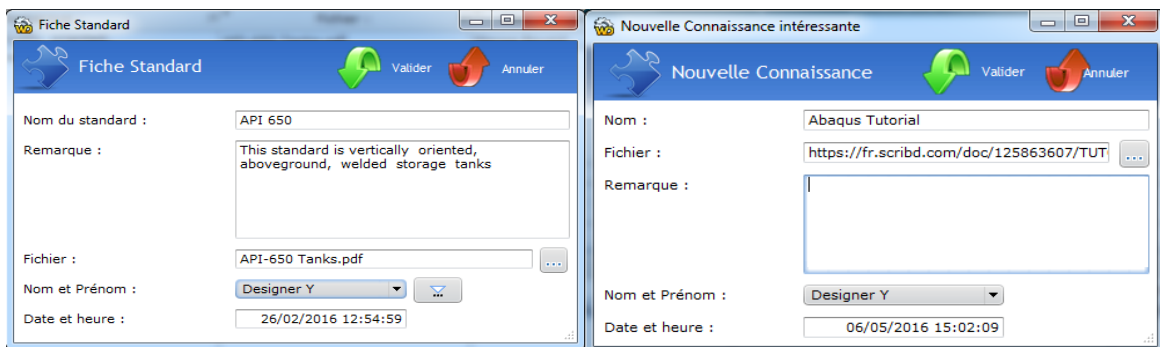 Fiche Standard
Fiche Standard
Valider
Annuler
Nom du standard :
API 650
Remarque :
This standard is vertically oriented,
aboveground, welded storage tanks
Fichier :
API-650 Tanks.pdf
...
Nom et Prénom :
Designer Y
Date et heure :
26/02/2016 12:54:59
Nouvelle Connaissance intéressante
Nouvelle Connaissance
Valider
Annuler
Nom :
Abaqus Tutorial
Fichier :
https://fr.scribd.com/doc/125863607/TUT
...
Remarque :
Nom et Prénom :
Designer Y
Date et heure :
06/05/2016 15:02:09